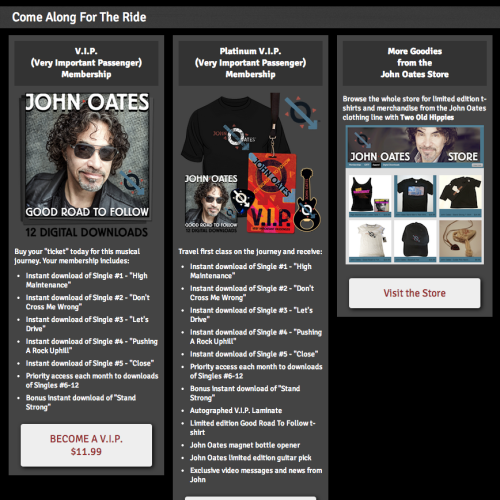 Come Along For The Ride
V.I.P.
(Very Important Passenger)
Membership
JOHN OATES
GOOD ROAD TO FOLLOW
12 DIGITAL DOWNLOADS
Buy your "ticket" today for this musical
journey. Your membership includes:
• Instant download of Single #1 - "High
Maintenance"
• Instant download of Single #2 - "Don't
Cross Me Wrong"
• Instant download of Single #3 - "Let's
Drive"
• Instant download of Single #4 - "Pushing
A Rock Uphill"
• Instant download of Single #5 - "Close"
• Priority access each month to downloads
of Singles #6-12
• Bonus instant download of "Stand
Strong"
BECOME A V.I.P.
$11.99
Platinum V.I.P.
(Very Important Passenger)
Membership
OATES
JOHN OATES
JOHN OATES
GOOD ROAD TO FOLLOW
V.I.P.
Travel first class on the journey and receive:
• Instant download of Single #1 - "High
Maintenance"
• Instant download of Single #2 - "Don't
Cross Me Wrong"
• Instant download of Single #3 - "Let's
Drive"
• Instant download of Single #4 - "Pushing
A Rock Uphill"
• Instant download of Single #5 - "Close"
• Priority access each month to downloads
of Singles #6-12
• Bonus instant download of "Stand
Strong"
• Autographed V.I.P. Laminate
• Limited edition Good Road To Follow t-
shirt
• John Oates magnet bottle opener
• John Oates limited edition guitar pick
• Exclusive video messages and news from
John
More Goodies
from the
John Oates Store
Browse the whole store for limited edition t-
shirts and merchandise from the John Oates
clothing line with Two Old Hippies
JOHN OATES STORE
Visit the Store